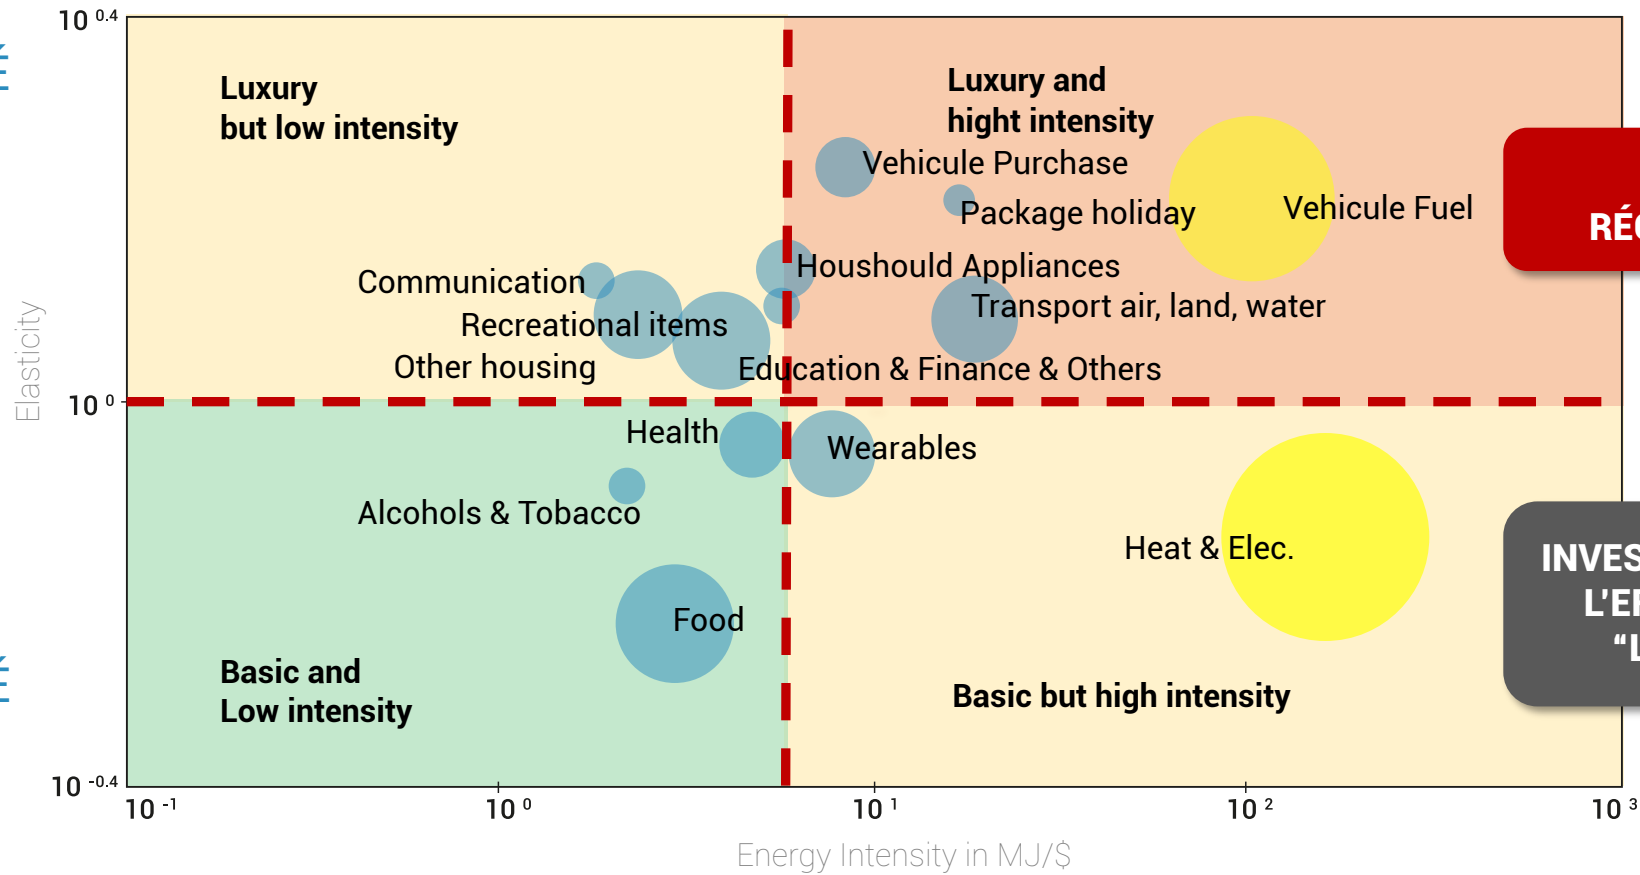 10 0.4
Luxury
but low intensity
Luxury and
hight intensity
Vehicule Purchase
Package holiday
Vehicule Fuel
RÉ
Houshould Appliances
Communication
Transport air, land, water
Recreational items
Other housing
Education & Finance & Others
Elasticity
10 0
Health
Wearables
Alcohols & Tobacco
Heat & Elec.
INVES
L'E
“L
Food
Basic and
Low intensity
Basic but high intensity
10 -0.4
10 -1
10 0
10 1
10 2
10 3
Energy Intensity in MJ/$